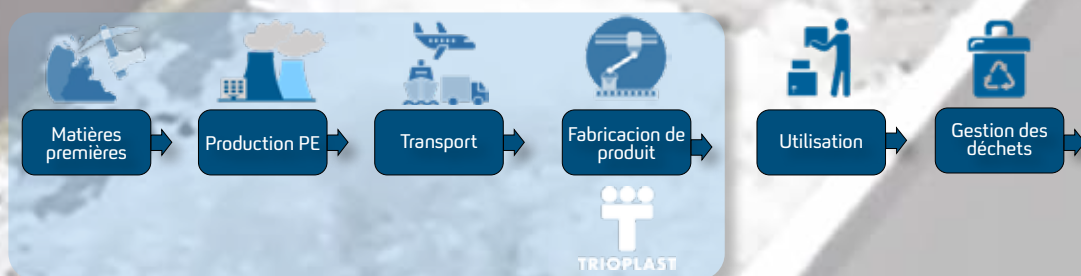 Matières
premières
Production PE
Transport
Fabricacion de
produit
Utilisation
Gestion des
déchets
TRIOPLAST